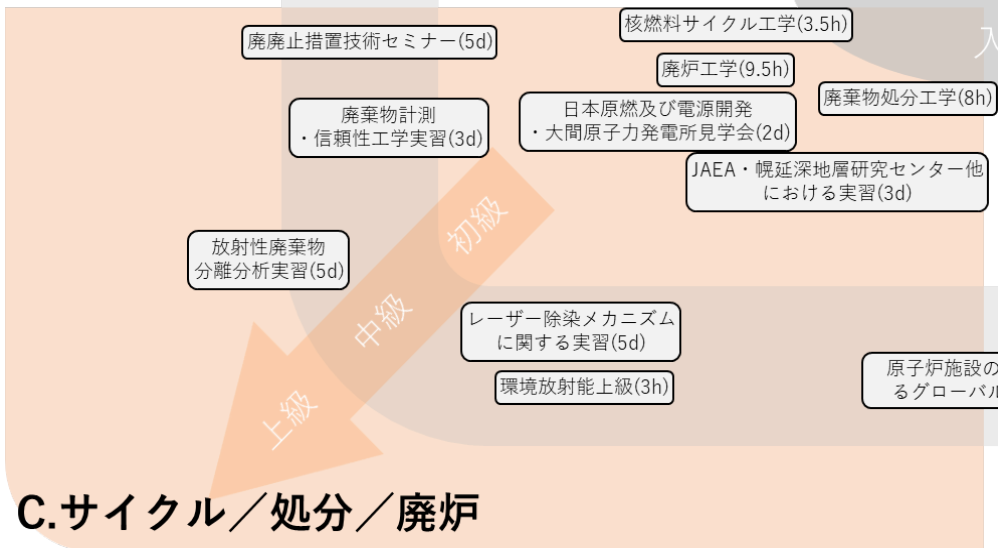 核燃料サイクル工学(3.5h)
廃廃止措置技術セミナー(5d)
入
廃炉工学(9.5h)
廃棄物処分工学(8h)
廃棄物計測
・信頼性工学実習(3d)
日本原燃及び電源開発
・大間原子力発電所見学会(2d)
JAEA・幌延深地層研究センター他
における実習(3d)
初級
放射性廃棄物
分離分析実習(5d)
中級
レーザー除染メカニズム
に関する実習(5d)
原子炉施設の
るグローバル
環境放射能上級(3h)
上級
C.サイクル／処分／廃炉